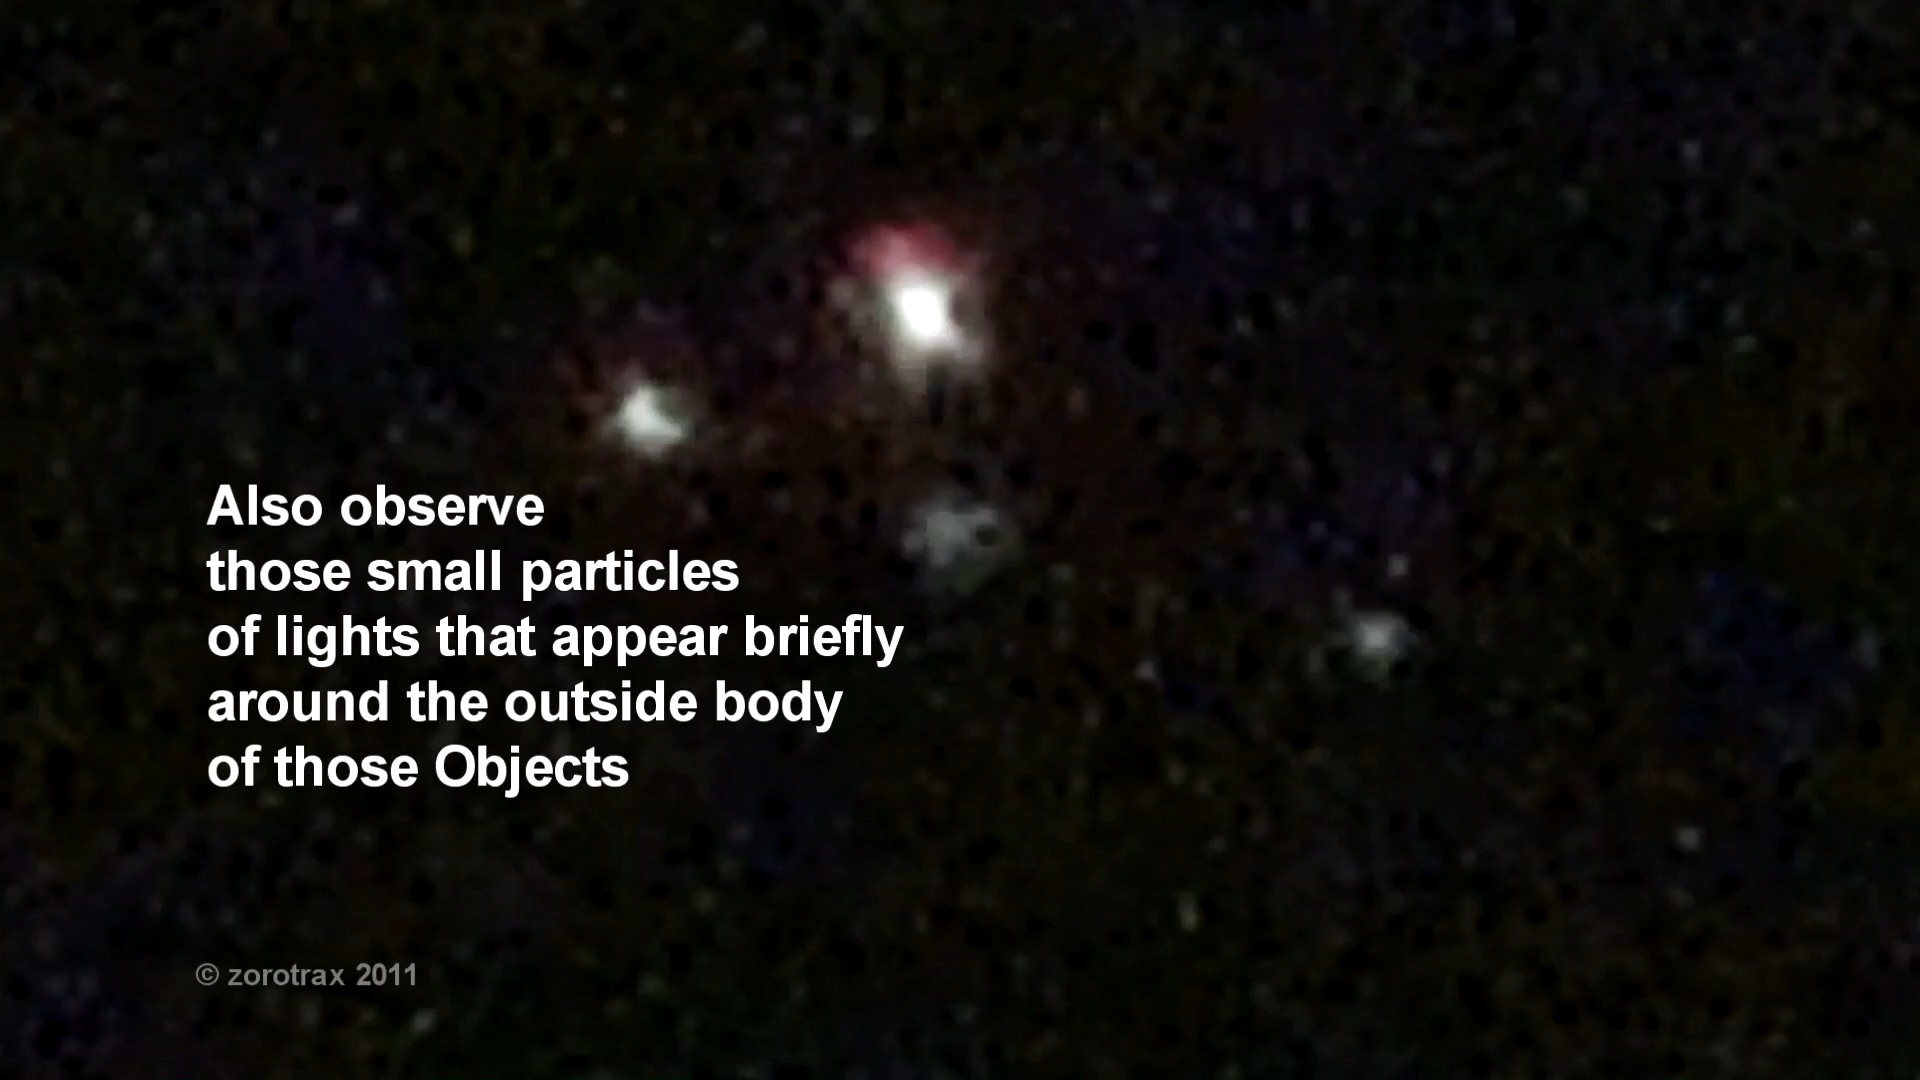 Also observe
those small particles
of lights that appear briefly
around the outside body
of those Objects
© zorotrax 2011